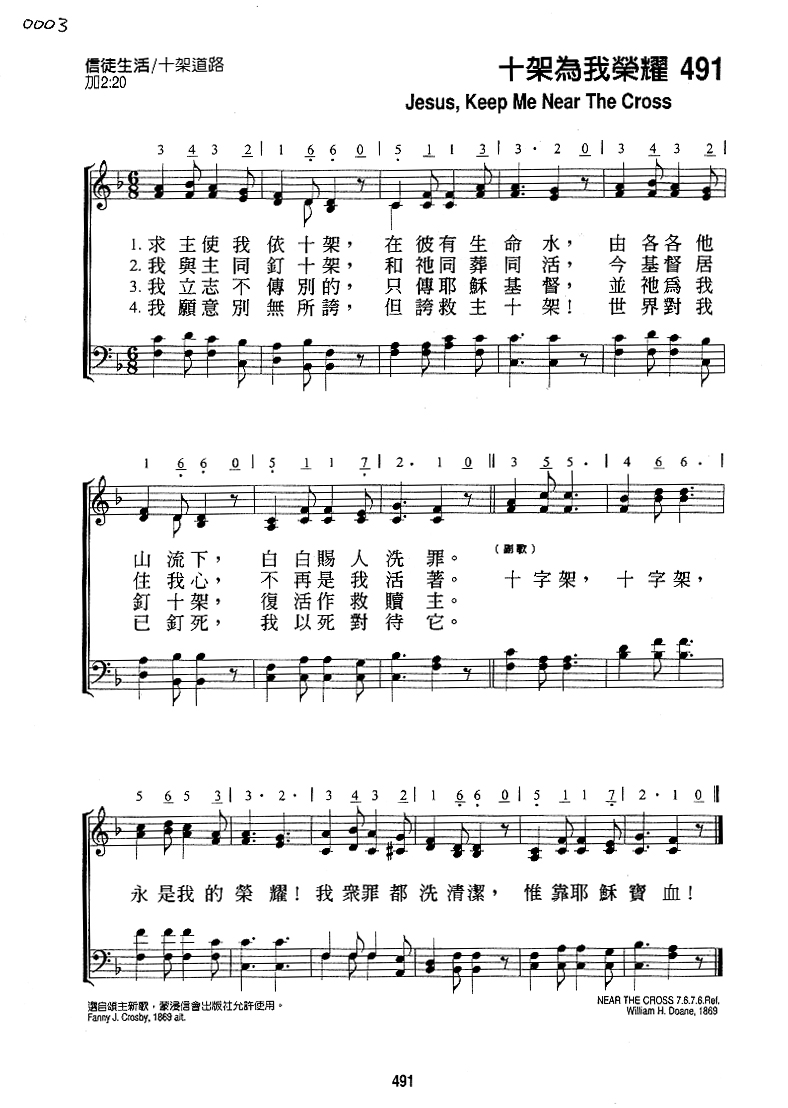 0003
信徒生活/十架道路
十架為我榮耀 491
加2:20
Jesus, Keep Me Near The Cross
3 4 3 2 | 1 6 6 0 | 5 1 1 3 | 3 · 2 0 | 3 4 3 2 |
1. 求主使我依十架， 在彼有生命水， 由各各他
2. 我與主同釘十架， 和祂同葬同活， 今基督居
3. 我立志不傳別的， 只傳耶穌基督， 並祂爲我
4. 我願意別無所誇， 但誇救主十架！ 世界對我
1 6 6 0 | 5 1 1 7 | 2 · 1 0 || 3 5 5 · | 4 6 6 · |
山流下， 白白賜人洗罪。 (副歌)
住我心， 不再是我活著。 十字架， 十字架，
釘十架， 復活作救贖主。
已釘死， 我以死對待它。
5 6 5 3 | 3 · 2 · | 3 4 3 2 | 1 6 6 0 | 5 1 1 7 | 2 · 1 0 ||
永是我的榮耀！我衆罪都洗清潔， 惟靠耶穌寶血！
選自頌主新歌，蒙浸信會出版社允許使用。
Fanny J. Crosby, 1869 alt.
NEAR THE CROSS 7.6.7.6.Ref.
William H. Doane, 1869
491